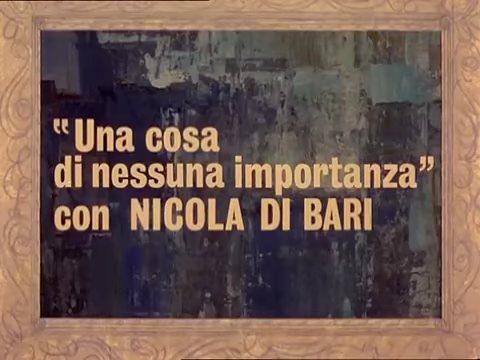 “Una cosa
di nessuna importanza”
con NICOLA DI BARI